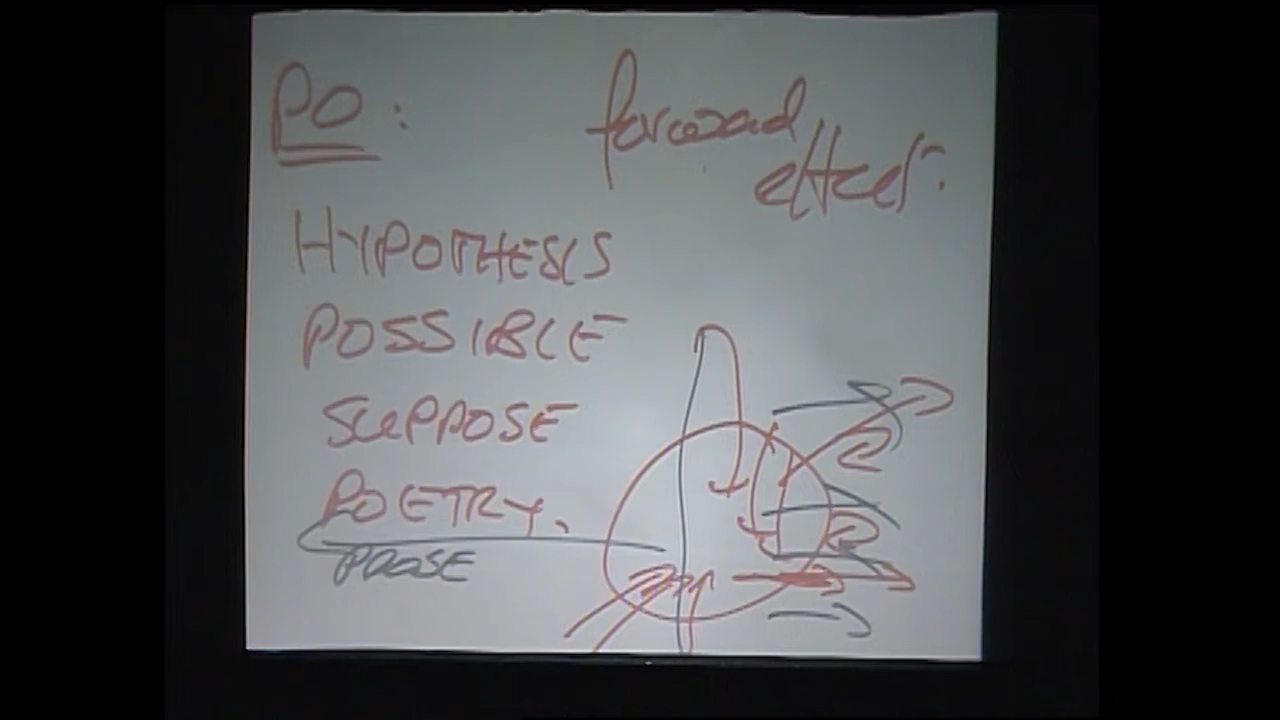 PO:
forward
effect.
HYPOTHESIS
POSSIBLE
SUPPOSE
POETRY.
PROSE